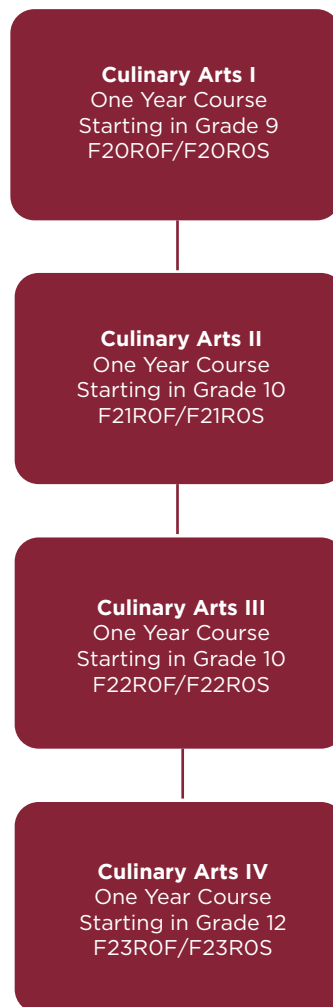 Culinary Arts I
One Year Course
Starting in Grade 9
F20R0F/F20R0S
Culinary Arts II
One Year Course
Starting in Grade 10
F21R0F/F21R0S
Culinary Arts III
One Year Course
Starting in Grade 10
F22R0F/F22R0S
Culinary Arts IV
One Year Course
Starting in Grade 12
F23R0F/F23R0S